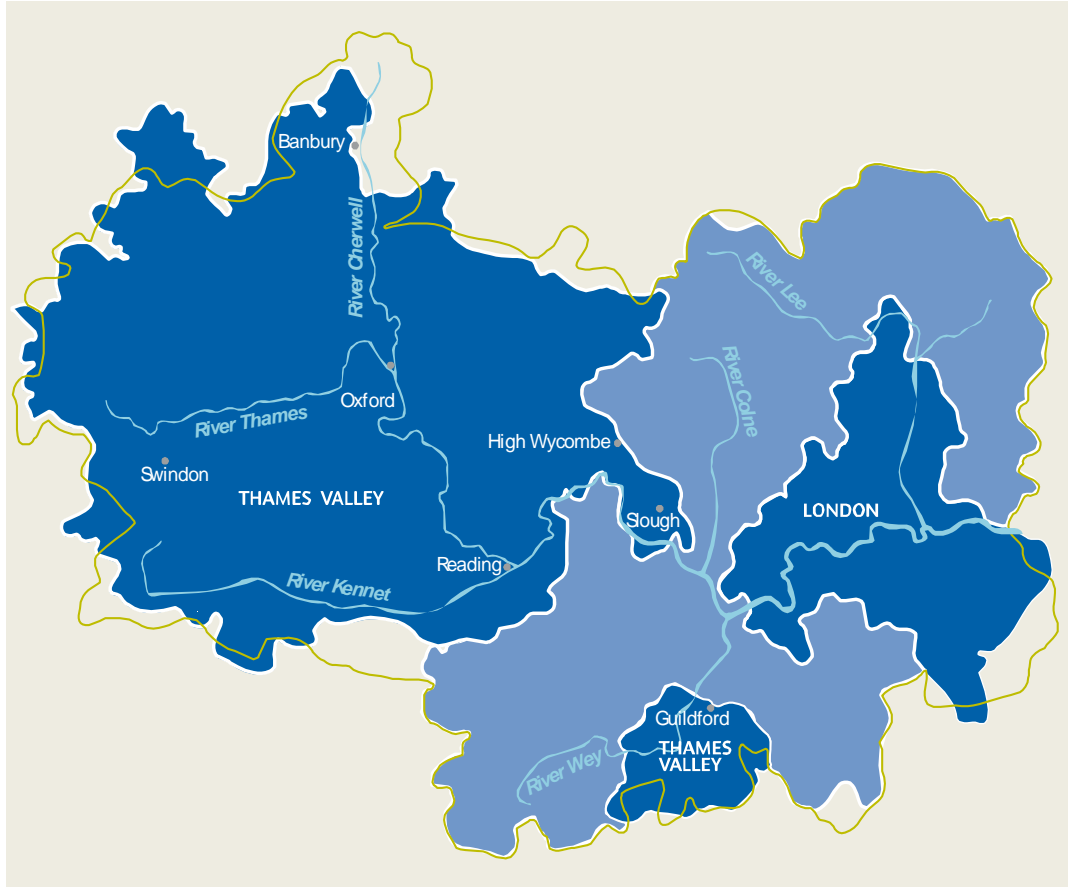 Banbury
River Cherwell
River Lee
River Colne
Oxford
River Thames
High Wycombe
Swindon
THAMES VALLEY
LONDON
Slough
Reading
River Kennet
Guildford
THAMES
VALLEY
River Wey